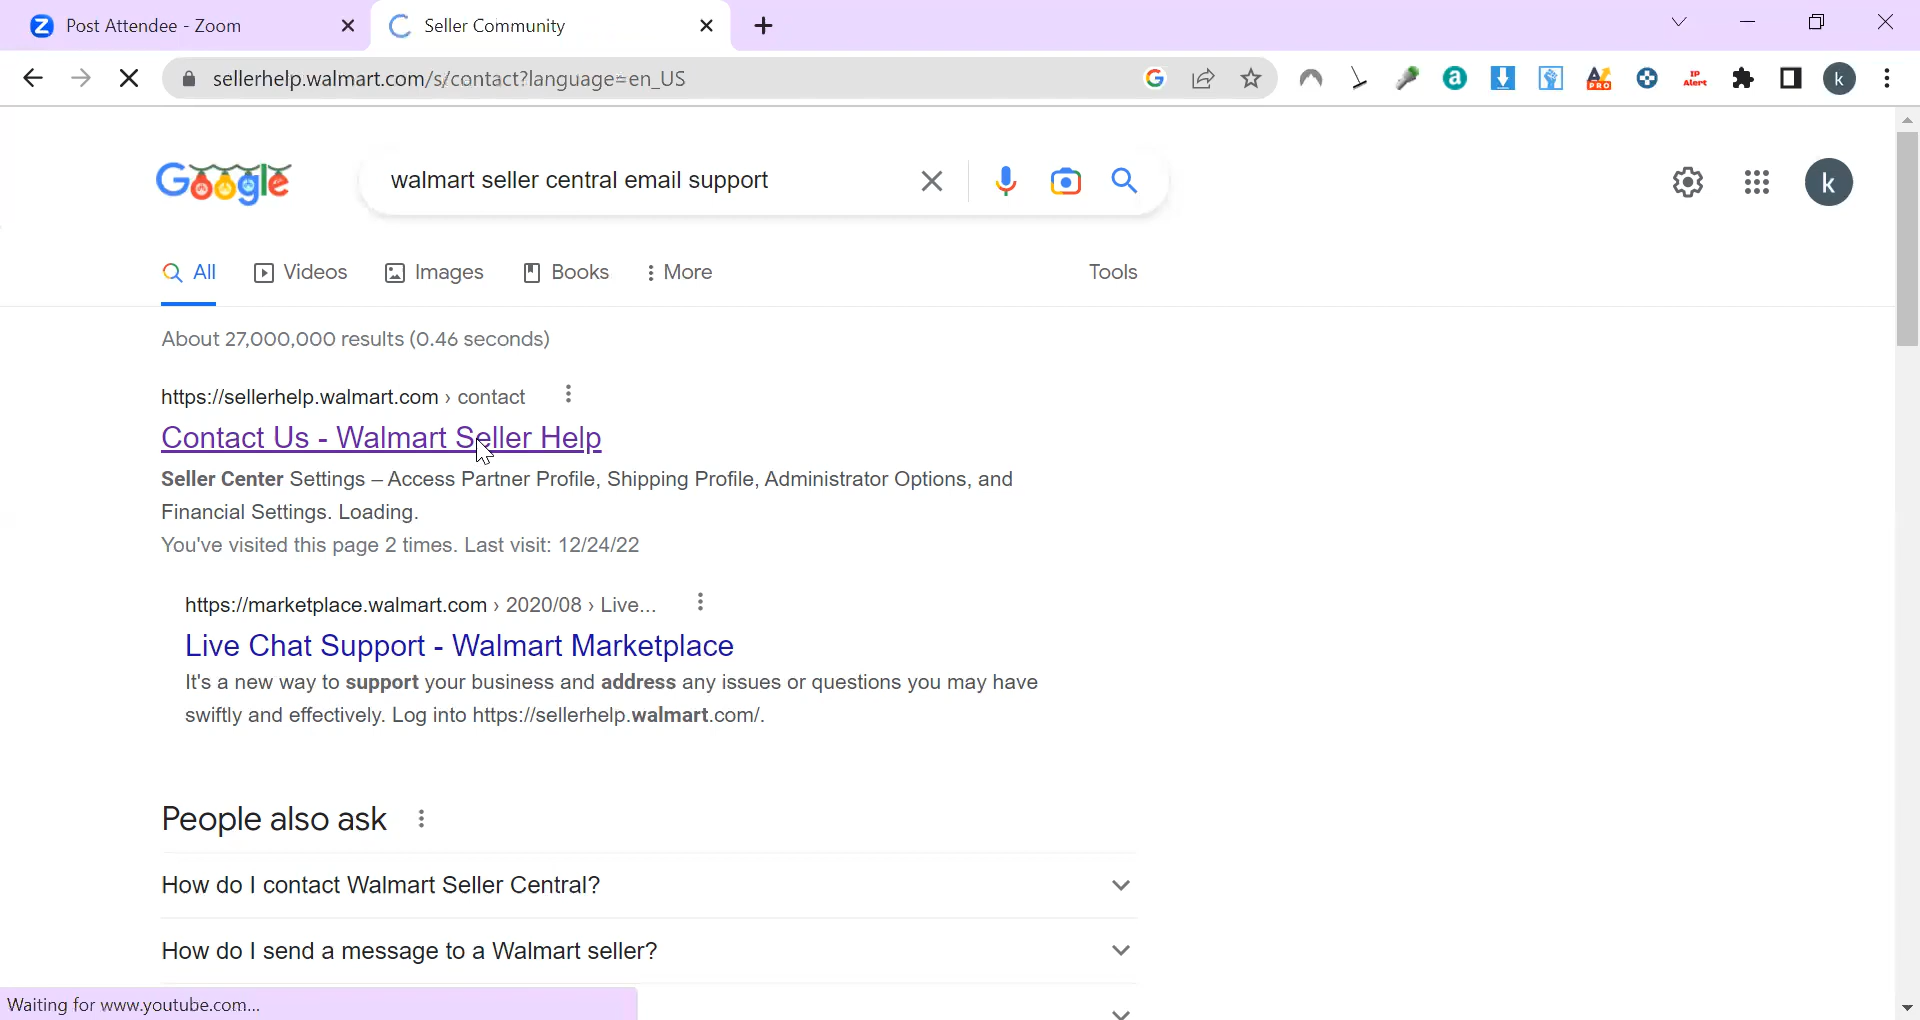 Post Attendee - Zoom
Seller Community
sellerhelp.walmart.com/s/contact?language=en_US
PRO
IP Alert
k
Google
walmart seller central email support
k
All
Videos
Images
Books
More
Tools
About 27,000,000 results (0.46 seconds)
https://sellerhelp.walmart.com › contact
Contact Us - Walmart Seller Help
Seller Center Settings – Access Partner Profile, Shipping Profile, Administrator Options, and
Financial Settings. Loading.
You've visited this page 2 times. Last visit: 12/24/22
https://marketplace.walmart.com › 2020/08 › Live...
Live Chat Support - Walmart Marketplace
It's a new way to support your business and address any issues or questions you may have
swiftly and effectively. Log into https://sellerhelp.walmart.com/.
People also ask
How do I contact Walmart Seller Central?
How do I send a message to a Walmart seller?
Waiting for www.youtube.com...